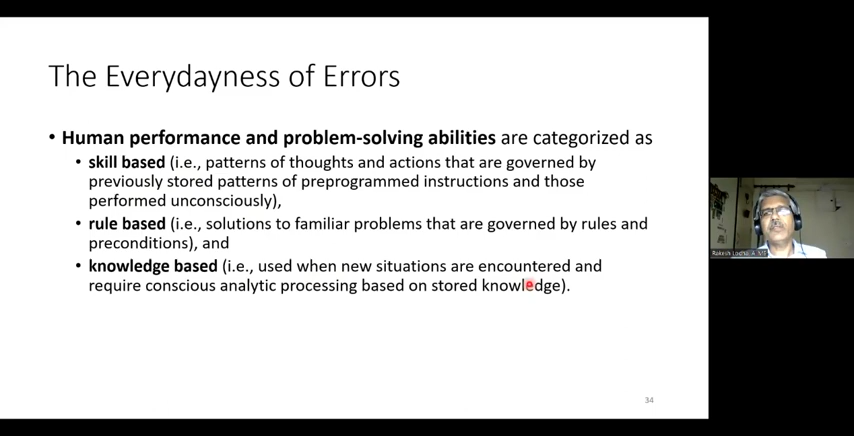 The Everydayness of Errors
• Human performance and problem-solving abilities are categorized as
• skill based (i.e., patterns of thoughts and actions that are governed by
previously stored patterns of preprogrammed instructions and those
performed unconsciously),
• rule based (i.e., solutions to familiar problems that are governed by rules and
preconditions), and
• knowledge based (i.e., used when new situations are encountered and
require conscious analytic processing based on stored knowledge).
34
Rakesh